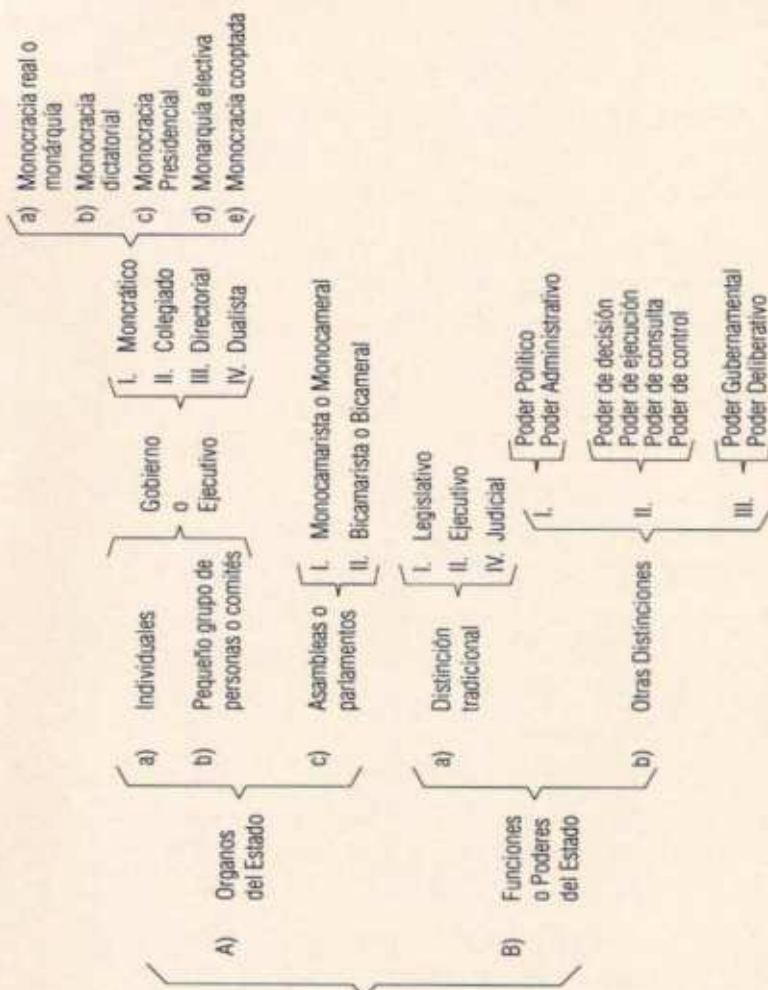 A) Organos
del Estado
a) Individuales
b) Pequeño grupo de
personas o comités
Gobierno
o
Ejecutivo
I. Moncrático
II. Colegiado
III. Directorial
IV. Dualista
a) Monocracia real o
monárquía
b) Monocracia
dictatorial
c) Monocracia
Presidencial
d) Monarquía electiva
e) Monocracia cooptada
c) Asambleas o
parlamentos
I. Monocamarista o Monocameral
II. Bicamarista o Bicameral
B) Funciones
o Poderes
del Estado
a) Distinción
tradicional
I. Legislativo
II. Ejecutivo
IV. Judicial
b) Otras Distinciones
I. Poder Político
Poder Administrativo
II. Poder de decisión
Poder de ejecución
Poder de consulta
Poder de control
III. Poder Gubernamental
Poder Deliberativo